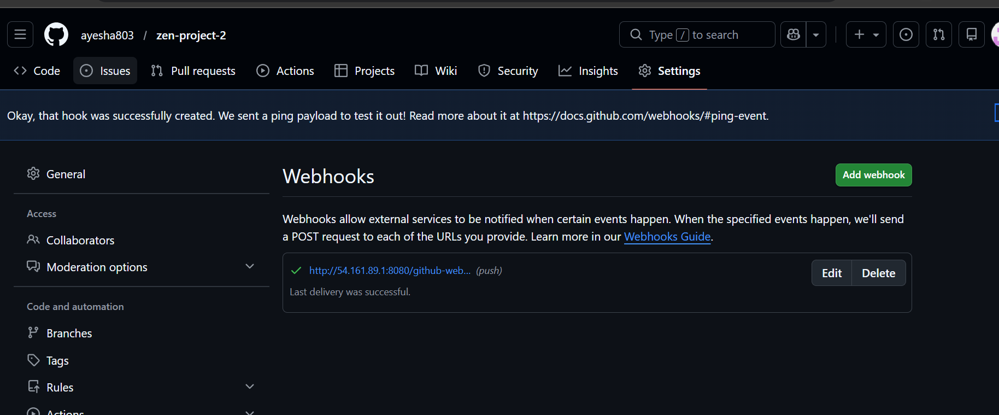 ayesha803 / zen-project-2
Type / to search
Code
Issues
Pull requests
Actions
Projects
Wiki
Security
Insights
Settings
Okay, that hook was successfully created. We sent a ping payload to test it out! Read more about it at https://docs.github.com/webhooks/#ping-event.
General
Access
Collaborators
Moderation options
Code and automation
Branches
Tags
Rules
Actions
Webhooks
Add webhook
Webhooks allow external services to be notified when certain events happen. When the specified events happen, we'll send
a POST request to each of the URLs you provide. Learn more in our Webhooks Guide.
http://54.161.89.1:8080/github-web... (push)
Edit
Delete
Last delivery was successful.